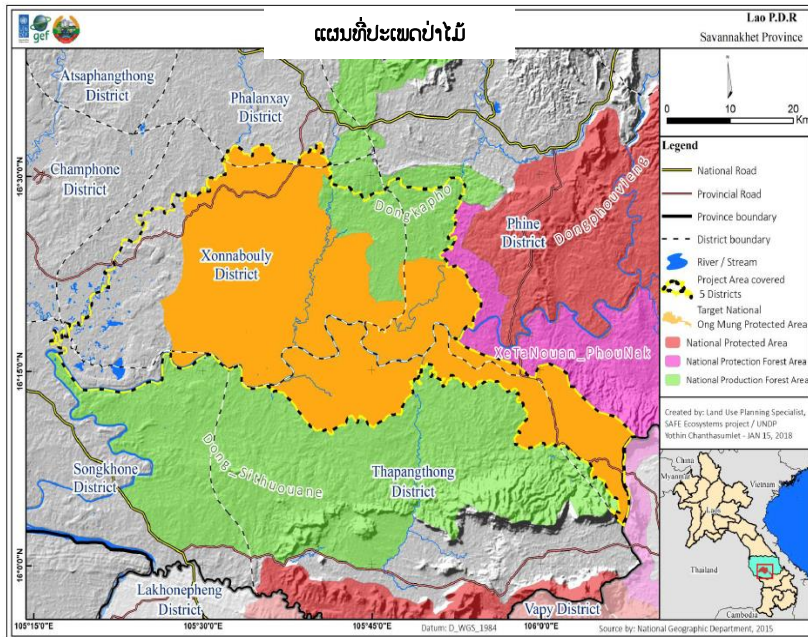 ແຜນທີ່ປະເພດປ່າໄມ້
Lao P.D.R
Savannakhet Province
gef
Atsaphangthong
District
Phalanxay
District
Champhone
District
Xonnabouly
District
Dongkapho
Phine
District
Dongphouvieng
XeTaNouan_PhouNak
Dong_Sithuouane
Songkhone
District
Thapangthong
District
Lakhonepheng
District
Vapy District
0 10 20
Km
Legend
National Road
Provincial Road
Province boundary
District boundary
River / Stream
Project Area covered
5 Districts
Target National
Ong Mung Protected Area
National Protected Area
National Protection Forest Area
National Production Forest Area
Created by: Land Use Planning Specialist,
SAFE Ecosystems project / UNDP
Yothin Chanthasumlet - JAN 15, 2018
China
Myanmar
Vietnam
Laos
Thailand
Cambodia
16°30'0"N
16°15'0"N
16°0'0"N
105°15'0"E
105°30'0"E
105°45'0"E
106°0'0"E
Datum: D_WGS_1984
Source by: National Geographic Department, 2015